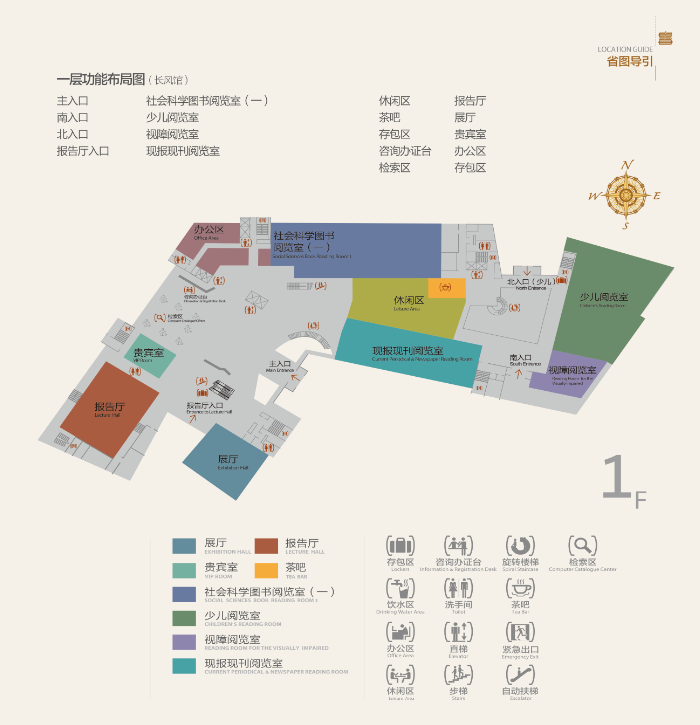 LOCATION GUIDE
省图导引
一层功能布局图（长风馆）
主入口 社会科学图书阅览室（一） 休闲区 报告厅
南入口 少儿阅览室 茶吧 展厅
北入口 视障阅览室 存包区 贵宾室
报告厅入口 现报现刊阅览室 咨询办证台 办公区
检索区 存包区
N
W E
S
办公区
Office Area
社会科学图书
阅览室（一）
Social Sciences Book Reading Room 1
北入口（少儿）
North Entrance
少儿阅览室
Children's Reading Room
休闲区
Leisure Area
咨询办证台
检索区
Computer Catalogue Center
贵宾室
VIP Room
现报现刊阅览室
Current Periodical & Newspaper Reading Room
主入口
Main Entrance
南入口
South Entrance
视障阅览室
Reading Room for the
Visually Impaired
报告厅
Lecture Hall
报告厅入口
Entrance to Lecture Hall
展厅
Exhibition Hall
1F
展厅
EXHIBITION HALL
报告厅
LECTURE HALL
贵宾室
VIP ROOM
茶吧
TEA BAR
社会科学图书阅览室（一）
SOCIAL SCIENCES BOOK READING ROOM 1
少儿阅览室
CHILDREN'S READING ROOM
视障阅览室
READING ROOM FOR THE VISUALLY IMPAIRED
现报现刊阅览室
CURRENT PERIODICAL & NEWSPAPER READING ROOM
存包区 咨询办证台 旋转楼梯 检索区
Lockers Information & Registration Desk Spiral Staircase Computer Catalogue Center
饮水区 洗手间 茶吧
Drinking Water Area Toilet Tea Bar
办公区 直梯 紧急出口
Office Area Elevator Emergency Exit
休闲区 步梯 自动扶梯
Leisure Area Stairs Escalator